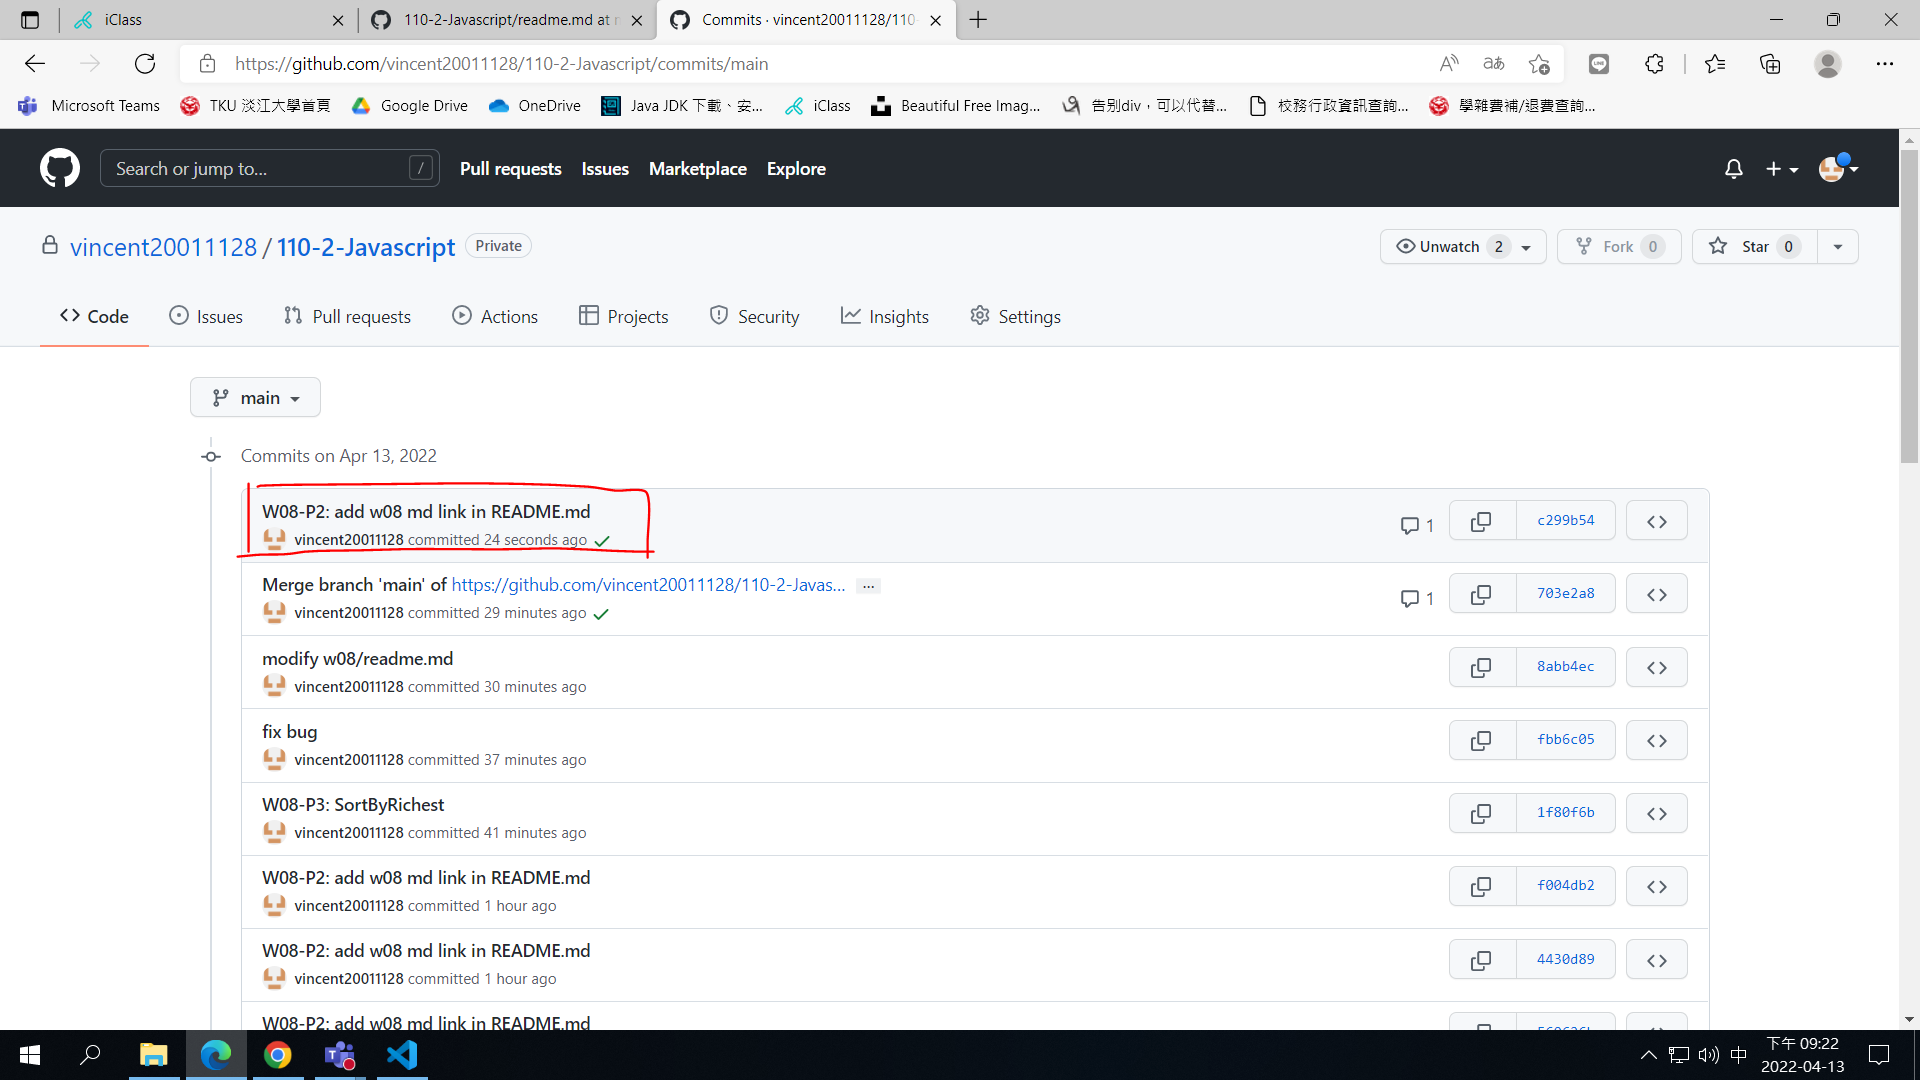 iClass
110-2-Javascript/readme.md at
Commits · vincent20011128/110-
https://github.com/vincent20011128/110-2-Javascript/commits/main
Microsoft Teams
TKU 淡江大學首頁
Google Drive
OneDrive
Java JDK 下載、安...
iClass
Beautiful Free Imag...
告别div，可以代替...
校務行政資訊查詢...
學雜費補/退費查詢...
Search or jump to...
/
Pull requests
Issues
Marketplace
Explore
vincent20011128 / 110-2-Javascript
Private
Unwatch 2
Fork 0
Star 0
Code
Issues
Pull requests
Actions
Projects
Security
Insights
Settings
main
Commits on Apr 13, 2022
W08-P2: add w08 md link in README.md
vincent20011128 committed 24 seconds ago
1
c299b54
Merge branch 'main' of https://github.com/vincent20011128/110-2-Javas...
...
vincent20011128 committed 29 minutes ago
1
703e2a8
modify w08/readme.md
vincent20011128 committed 30 minutes ago
8abb4ec
fix bug
vincent20011128 committed 37 minutes ago
fbb6c05
W08-P3: SortByRichest
vincent20011128 committed 41 minutes ago
1f80f6b
W08-P2: add w08 md link in README.md
vincent20011128 committed 1 hour ago
f004db2
W08-P2: add w08 md link in README.md
vincent20011128 committed 1 hour ago
4430d89
W08-P2: add w08 md link in README.md
中
下午 09:22
2022-04-13